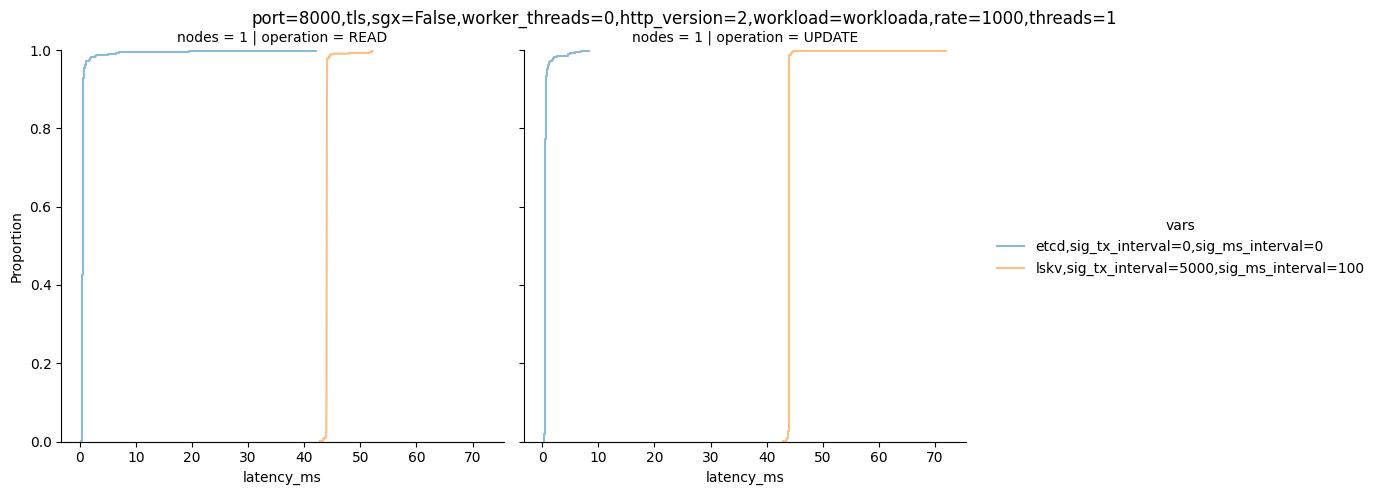 port=8000,tls,sgx=False,worker_threads=0,http_version=2,workload=workloada,rate=1000,threads=1
nodes = 1 | operation = READ
nodes = 1 | operation = UPDATE
1.0
0.8
0.6
0.4
0.2
0.0
Proportion
0 10 20 30 40 50 60 70
0 10 20 30 40 50 60 70
latency_ms
latency_ms
vars
etcd,sig_tx_interval=0,sig_ms_interval=0
lskv,sig_tx_interval=5000,sig_ms_interval=100